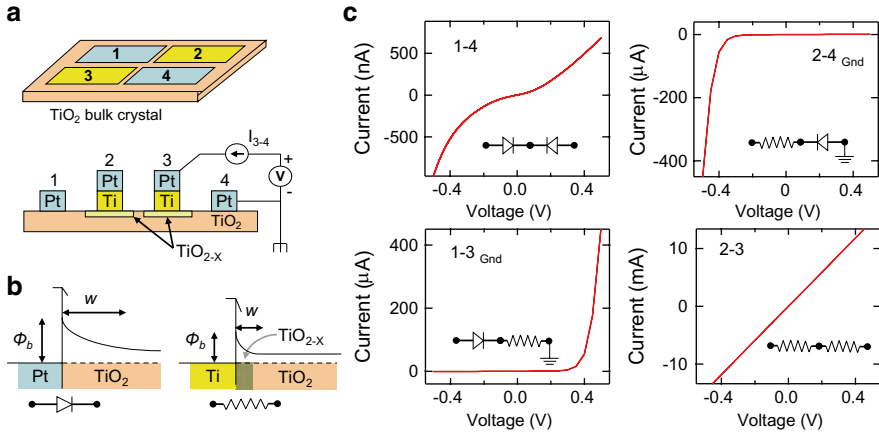 a
1
2
3
4
TiO2 bulk crystal
I3-4
+
V
-
1
2
3
4
Pt
Pt
Pt
Pt
Ti
Ti
TiO2
TiO2-X
b
w
w
ϕb
ϕb
TiO2-X
Pt
TiO2
Ti
TiO2
c
1-4
Current (nA)
500
0
-500
-0.4
0.0
0.4
Voltage (V)
2-4 Gnd
Current (μA)
0
-200
-400
-0.4
0.0
0.4
Voltage (V)
1-3 Gnd
Current (μA)
400
200
0
-0.4
0.0
0.4
Voltage (V)
2-3
Current (mA)
10
0
-10
-0.4
0.0
0.4
Voltage (V)